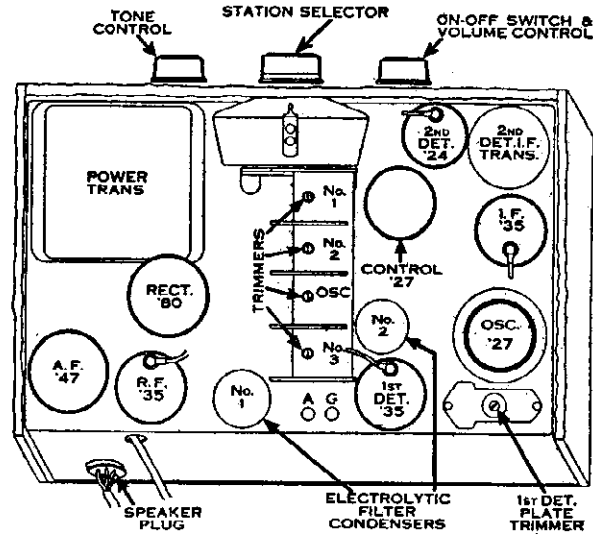 TONE
CONTROL
STATION SELECTOR
ON-OFF SWITCH &
VOLUME CONTROL
POWER
TRANS
2ND
DET.
'24
2ND
DET. I.F.
TRANS.
No.
1
I.F.
'35
TRIMMERS
No.
2
CONTROL
'27
RECT.
'80
OSC
No.
2
OSC.
'27
A.F.
'47
R.F.
'35
No.
3
No.
1
A G
1ST
DET.
'35
SPEAKER
PLUG
ELECTROLYTIC
FILTER
CONDENSERS
1ST DET.
PLATE
TRIMMER